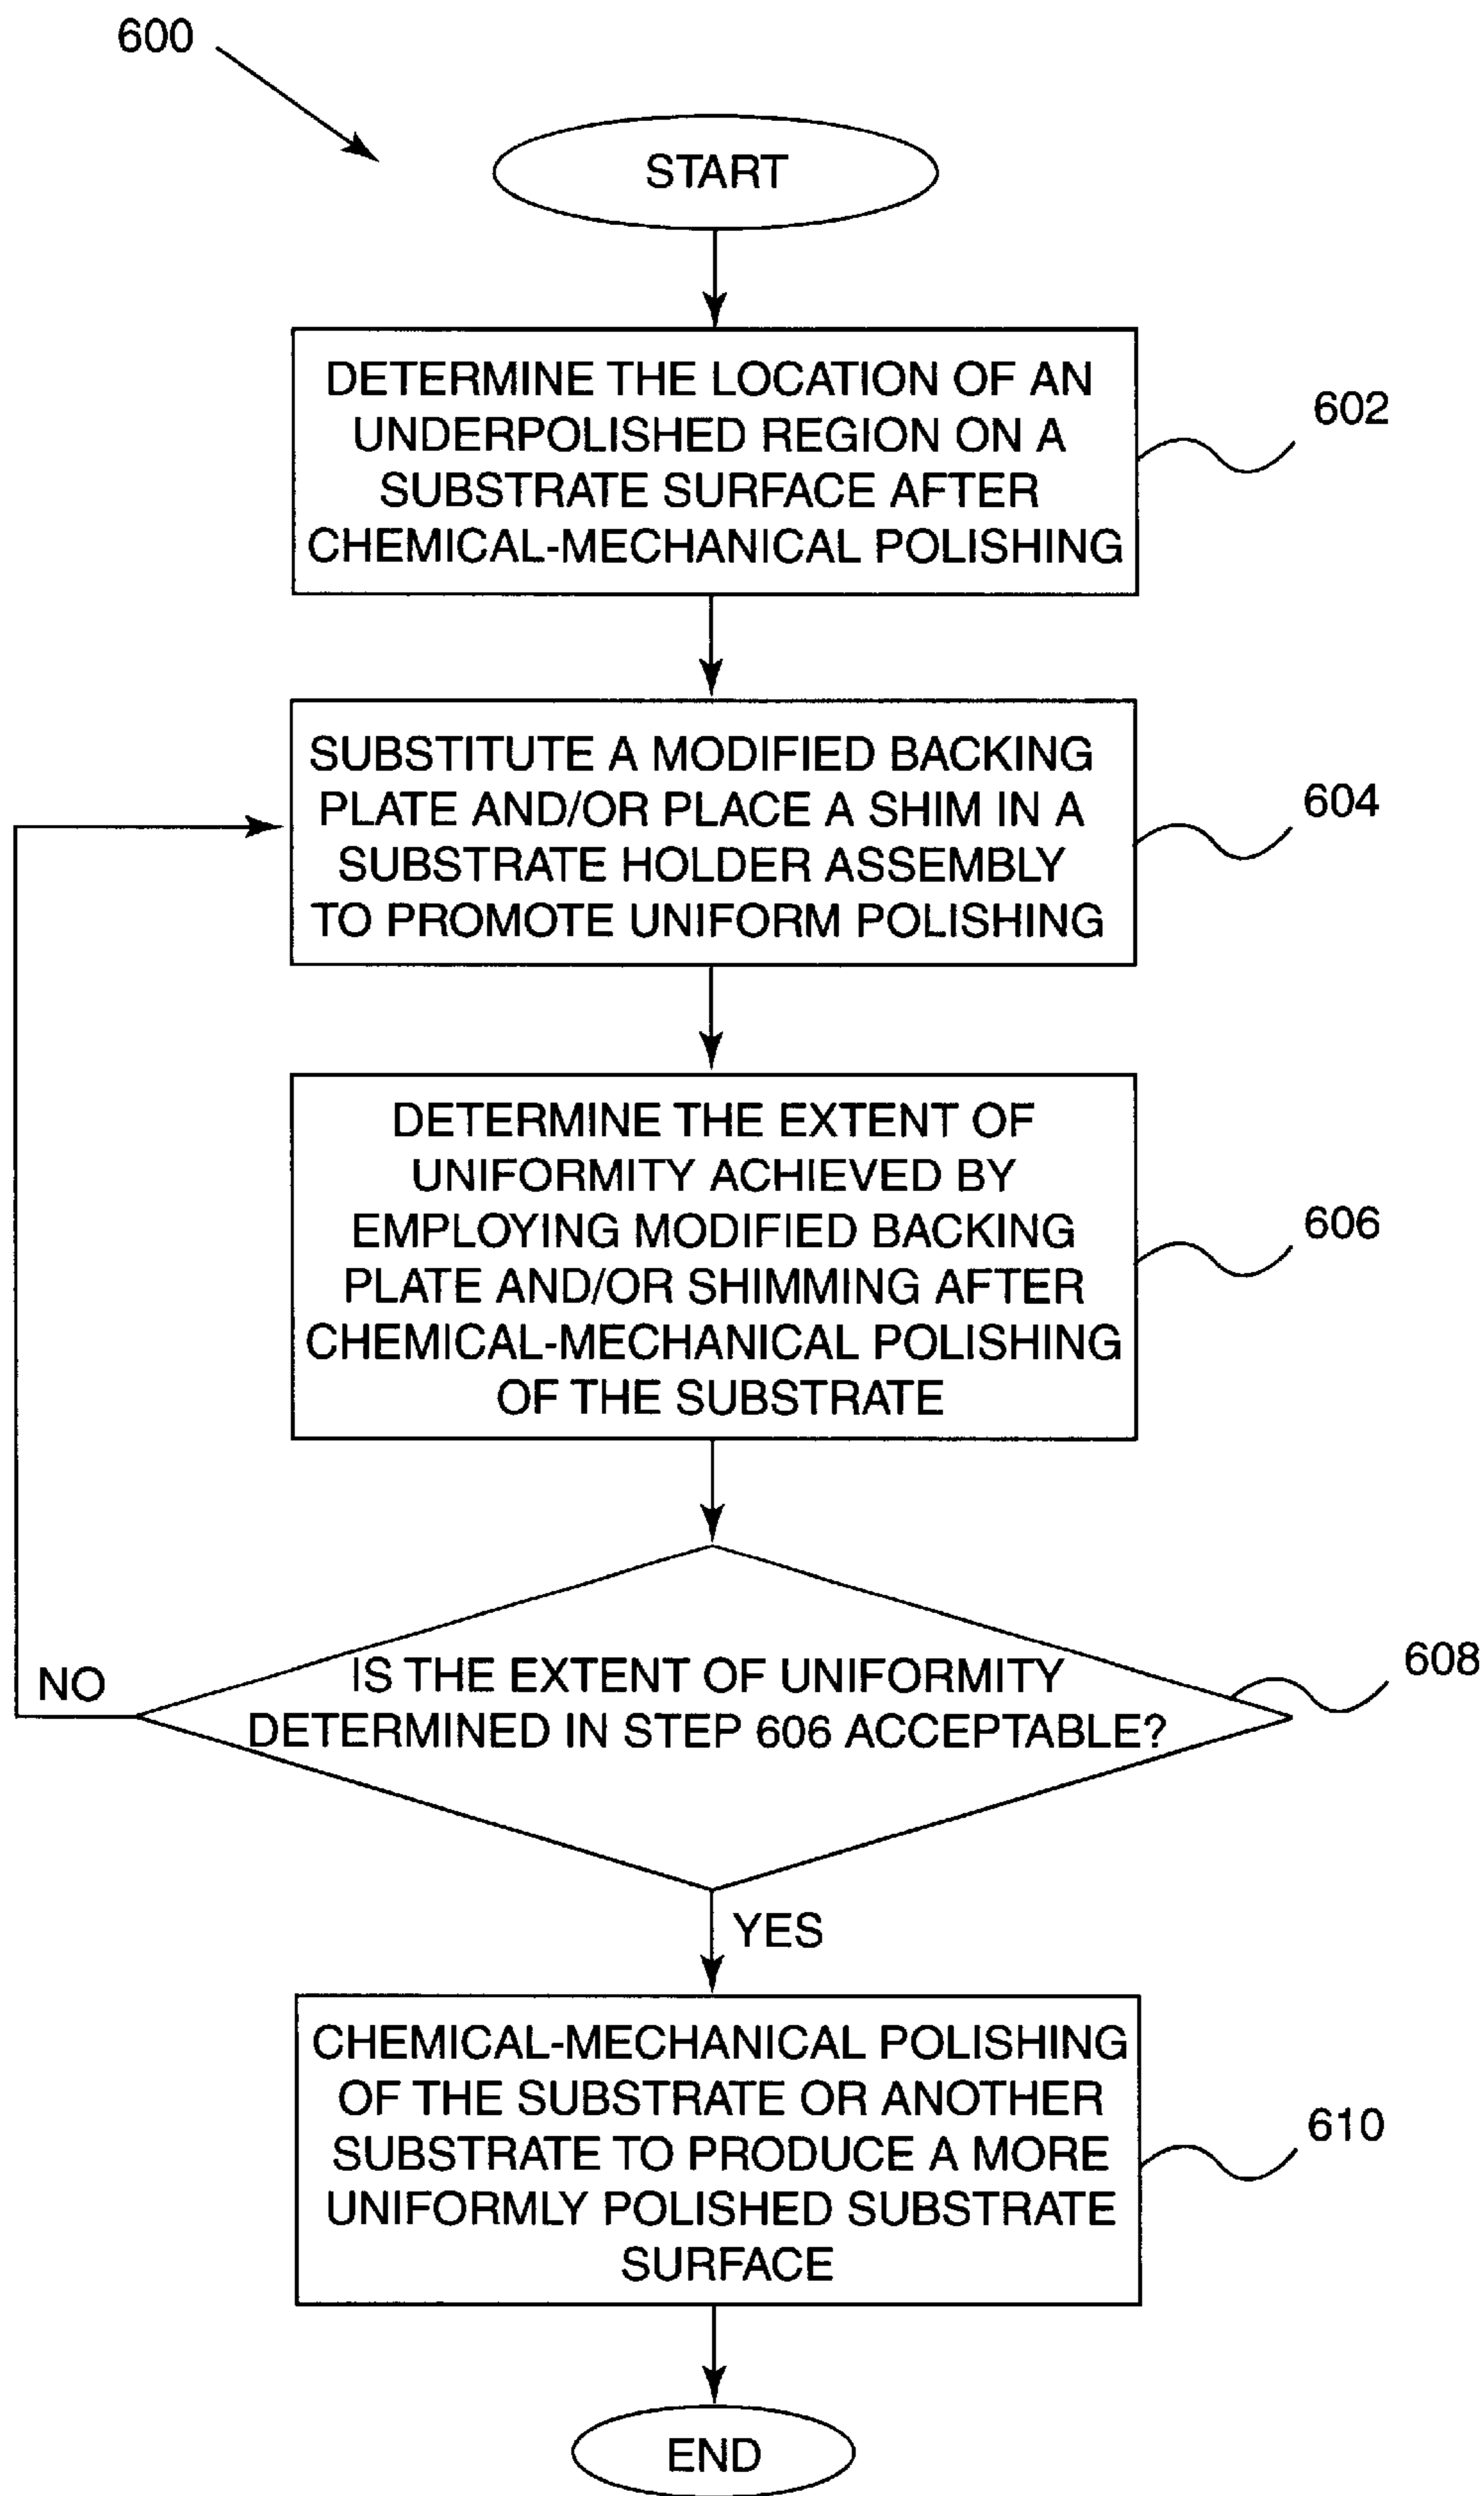 600
START
DETERMINE THE LOCATION OF AN
UNDERPOLISHED REGION ON A
SUBSTRATE SURFACE AFTER
CHEMICAL-MECHANICAL POLISHING
602
SUBSTITUTE A MODIFIED BACKING
PLATE AND/OR PLACE A SHIM IN A
SUBSTRATE HOLDER ASSEMBLY
TO PROMOTE UNIFORM POLISHING
604
DETERMINE THE EXTENT OF
UNIFORMITY ACHIEVED BY
EMPLOYING MODIFIED BACKING
PLATE AND/OR SHIMMING AFTER
CHEMICAL-MECHANICAL POLISHING
OF THE SUBSTRATE
606
IS THE EXTENT OF UNIFORMITY
DETERMINED IN STEP 606 ACCEPTABLE?
608
NO
YES
CHEMICAL-MECHANICAL POLISHING
OF THE SUBSTRATE OR ANOTHER
SUBSTRATE TO PRODUCE A MORE
UNIFORMLY POLISHED SUBSTRATE
SURFACE
610
END